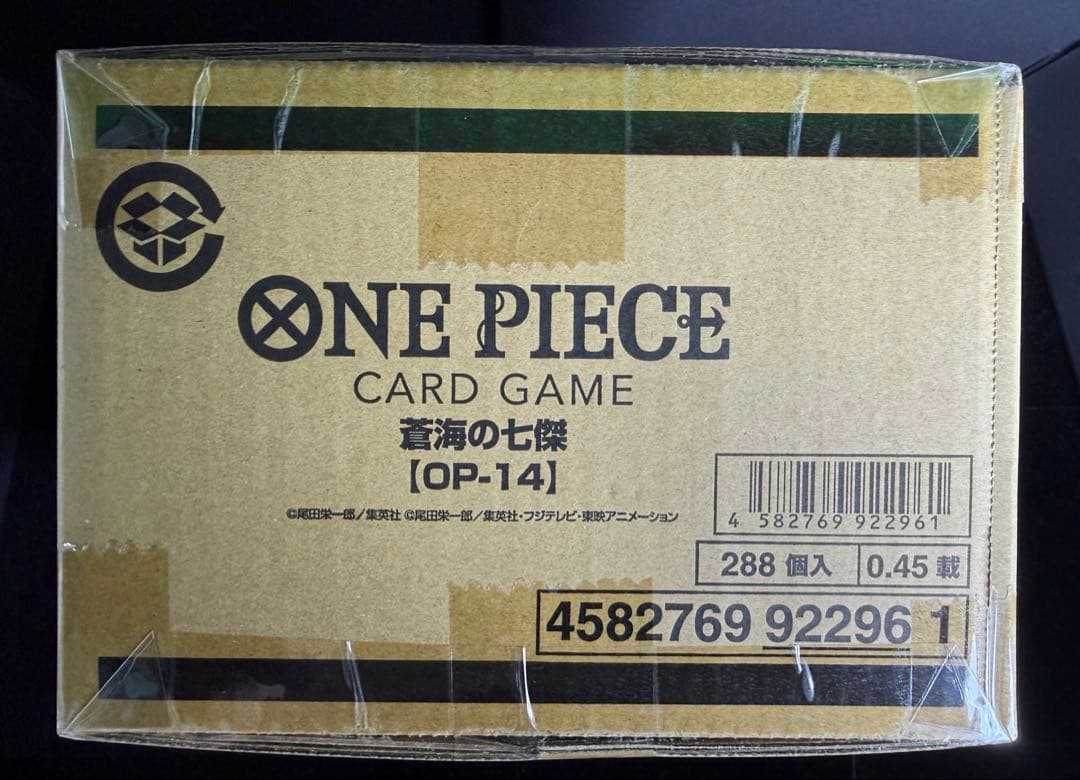 ONE PIECE
CARD GAME
蒼海の七傑
【OP-14】
©尾田栄一郎／集英社 ©尾田栄一郎／集英社・フジテレビ・東映アニメーション
4 582769 922961
288 個入 0.45 載
4582769 92296 1